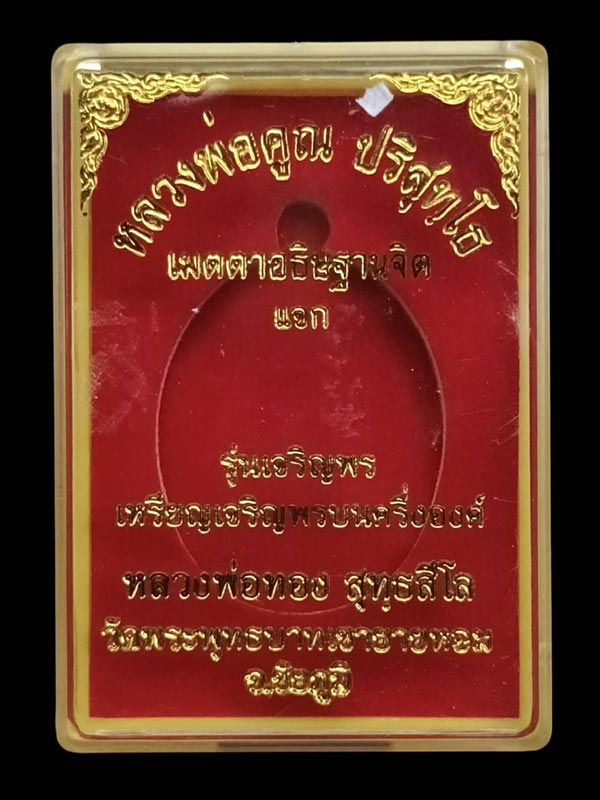 หลวงพ่อคูณ ปริสุทฺโธ
เมตตาอธิษฐานจิต
แจก
รุ่นเจริญพร
เหรียญเจริญพรบนครึ่งองค์
หลวงพ่อทอง สุทฺธสีโล
วัดพระพุทธบาทเขายายหอม
จ.ชัยภูมิ